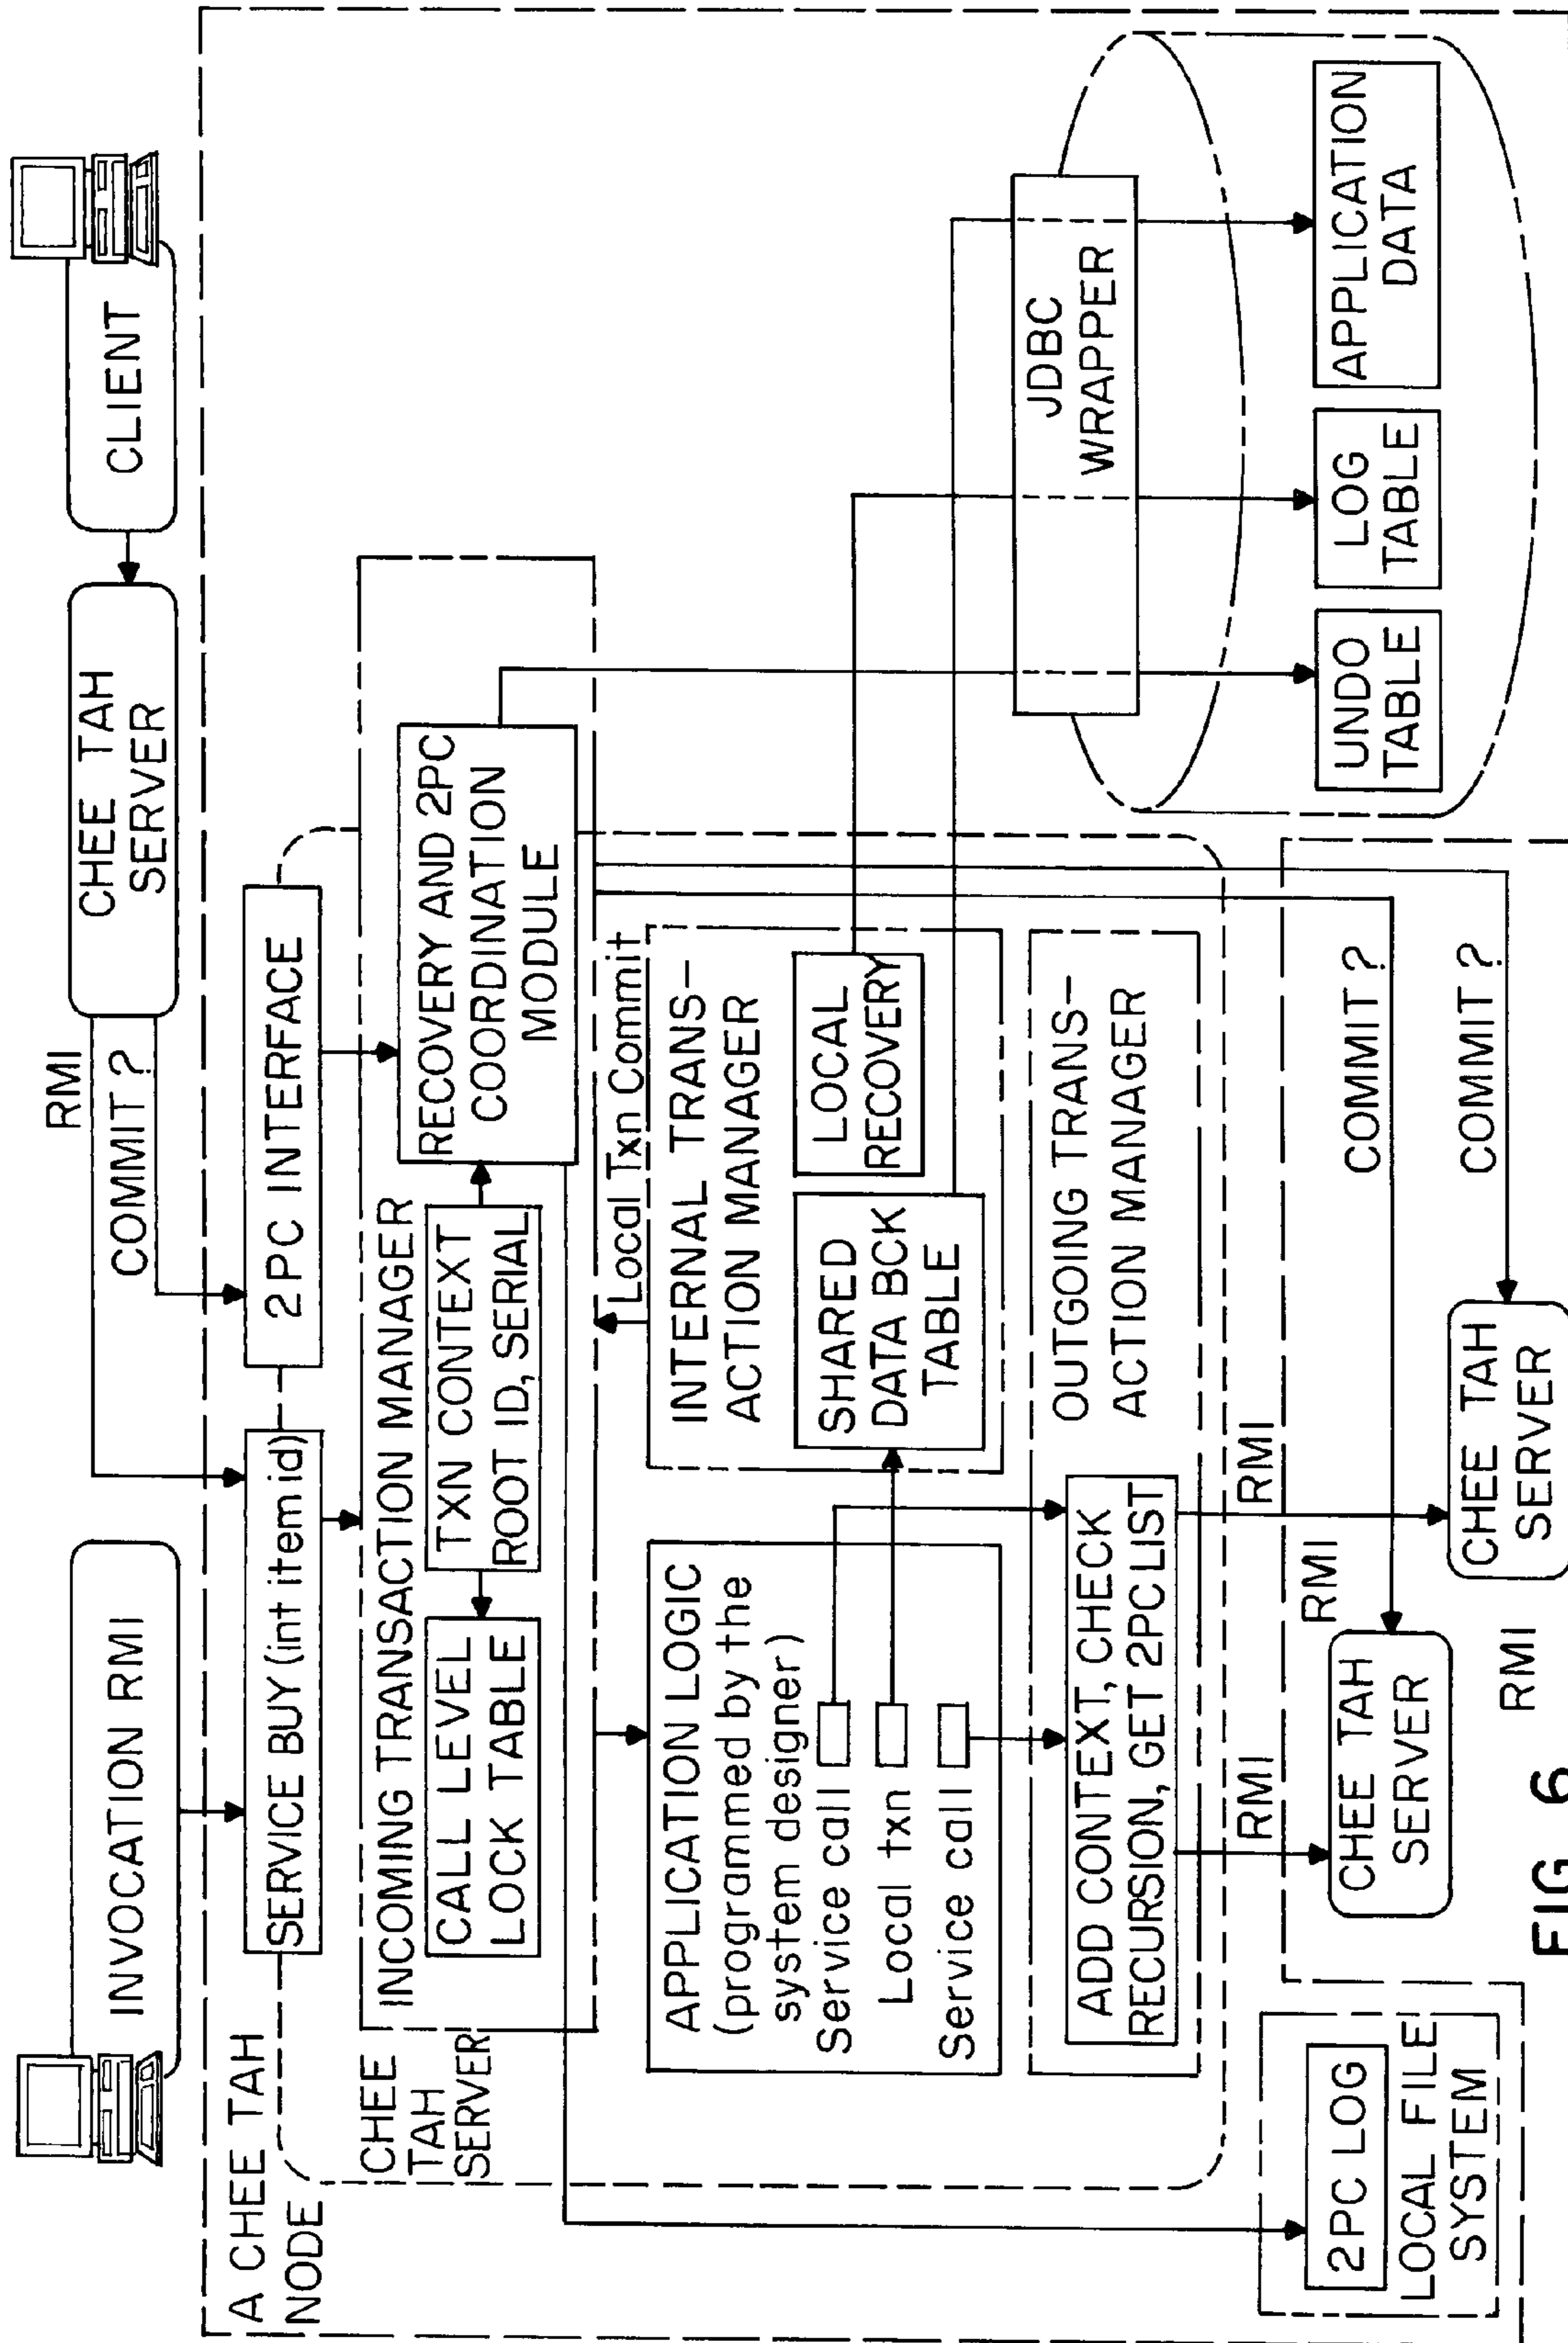 INVOCATION RMI
CHEE TAH
SERVER
CLIENT
RMI
COMMIT ?
A CHEE TAH
NODE
SERVICE BUY (int item id)
2PC INTERFACE
CHEE
TAH
SERVER
INCOMING TRANSACTION MANAGER
CALL LEVEL
LOCK TABLE
TXN CONTEXT
ROOT ID, SERIAL
RECOVERY AND 2PC
COORDINATION
MODULE
Local Txn Commit
APPLICATION LOGIC
(programmed by the
system designer)
Service call
Local txn
Service call
INTERNAL TRANS-
ACTION MANAGER
SHARED
DATA BCK
TABLE
LOCAL
RECOVERY
JDBC
WRAPPER
ADD CONTEXT, CHECK
RECURSION, GET 2PC LIST
OUTGOING TRANS-
ACTION MANAGER
RMI
RMI
RMI
COMMIT ?
COMMIT ?
UNDO
TABLE
LOG
TABLE
APPLICATION
DATA
2PC LOG
LOCAL FILE
SYSTEM
CHEE TAH
SERVER
CHEE TAH
SERVER
RMI
FIG. 6